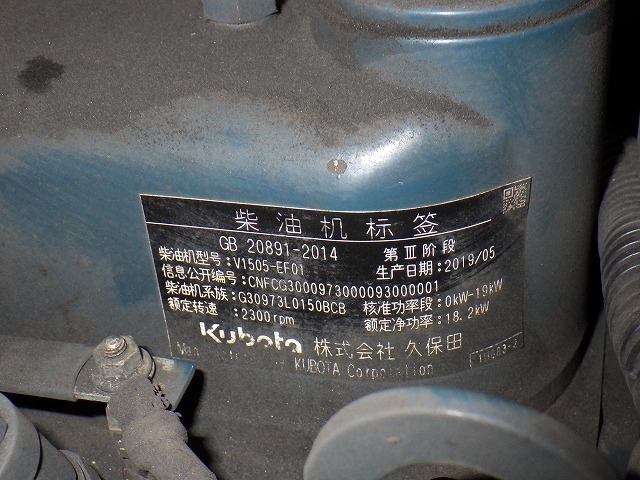 柴油机标签
GB 20891-2014 第Ⅲ阶段
柴油机型号:V1505-EF01 生产日期:2019/05
信息公开编号:CNFCG3000973000093000001
柴油机系族:G30973L0150BCB 核准功率段:0kW-19kW
额定转速 :2300rpm 额定净功率:18.2kW
Kubota 株式会社 久保田
KUBOTA Corporation